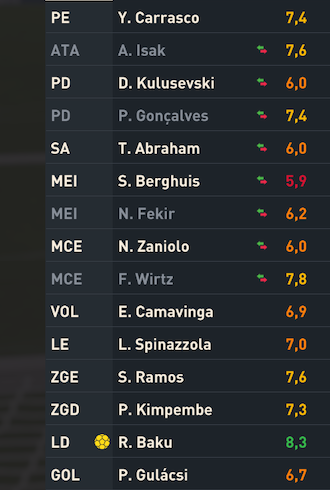 PE Y. Carrasco 7,4
ATA A. Isak 7,6
PD D. Kulusevski 6,0
PD P. Gonçalves 7,4
SA T. Abraham 6,0
MEI S. Berghuis 5,9
MEI N. Fekir 6,2
MCE N. Zaniolo 6,0
MCE F. Wirtz 7,8
VOL E. Camavinga 6,9
LE L. Spinazzola 7,0
ZGE S. Ramos 7,6
ZGD P. Kimpembe 7,3
LD R. Baku 8,3
GOL P. Gulácsi 6,7